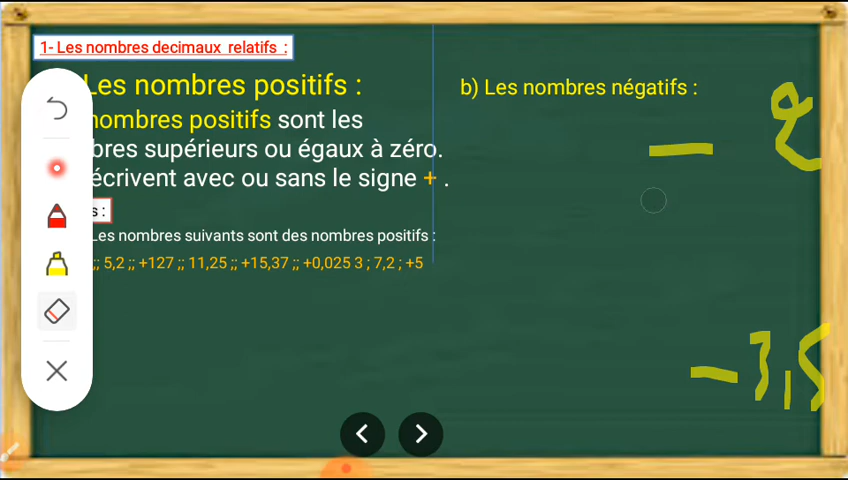 1- Les nombres decimaux relatifs :
Les nombres positifs :
nombres positifs sont les
bres supérieurs ou égaux à zéro.
écrivent avec ou sans le signe + .
s :
Les nombres suivants sont des nombres positifs :
;; 5,2 ;; +127 ;; 11,25 ;; +15,37 ;; +0,025 3 ; 7,2 ; +5
b) Les nombres négatifs :
-3,5